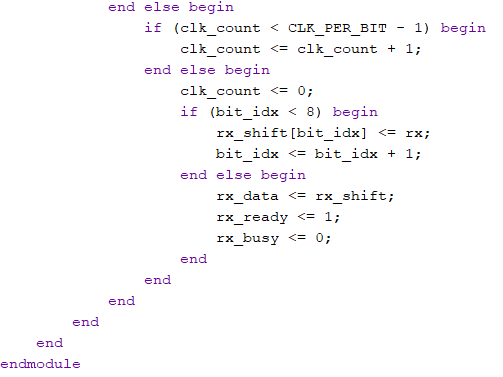 end else begin
                if (clk_count < CLK_PER_BIT - 1) begin
                    clk_count <= clk_count + 1;
                end else begin
                    clk_count <= 0;
                    if (bit_idx < 8) begin
                        rx_shift[bit_idx] <= rx;
                        bit_idx <= bit_idx + 1;
                    end else begin
                        rx_data <= rx_shift;
                        rx_ready <= 1;
                        rx_busy <= 0;
                    end
                end
            end
        end
    end
endmodule